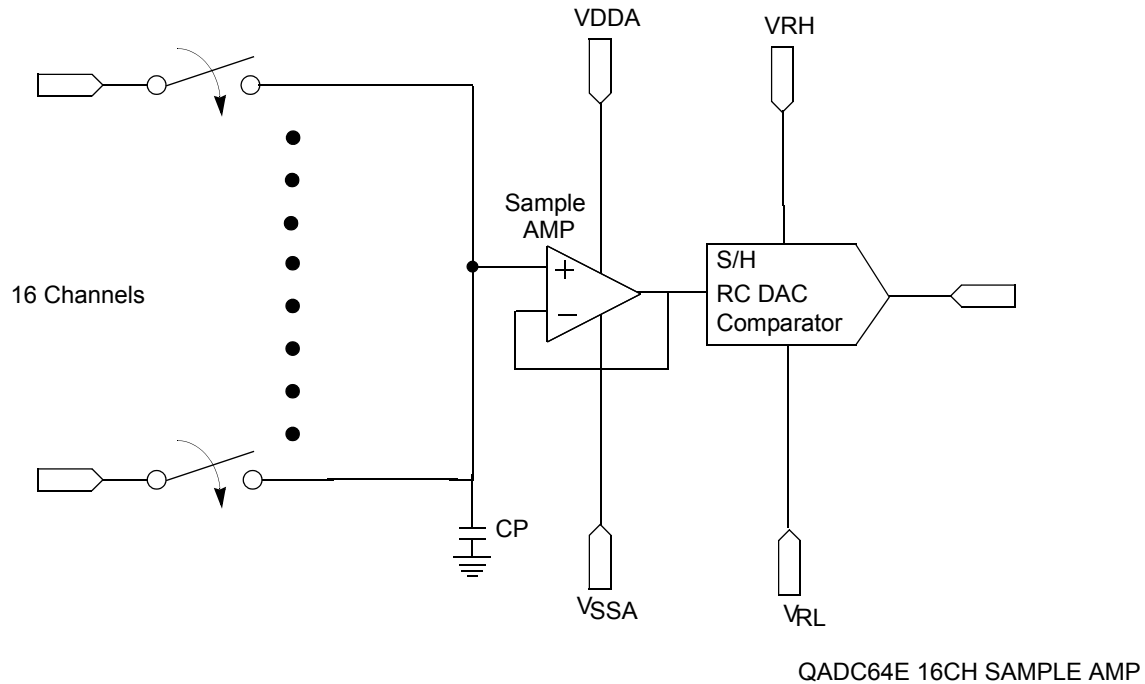 VDDA
VRH
Sample
AMP
+
−
S/H
RC DAC
Comparator
16 Channels
CP
VSSA
VRL
QADC64E 16CH SAMPLE AMP